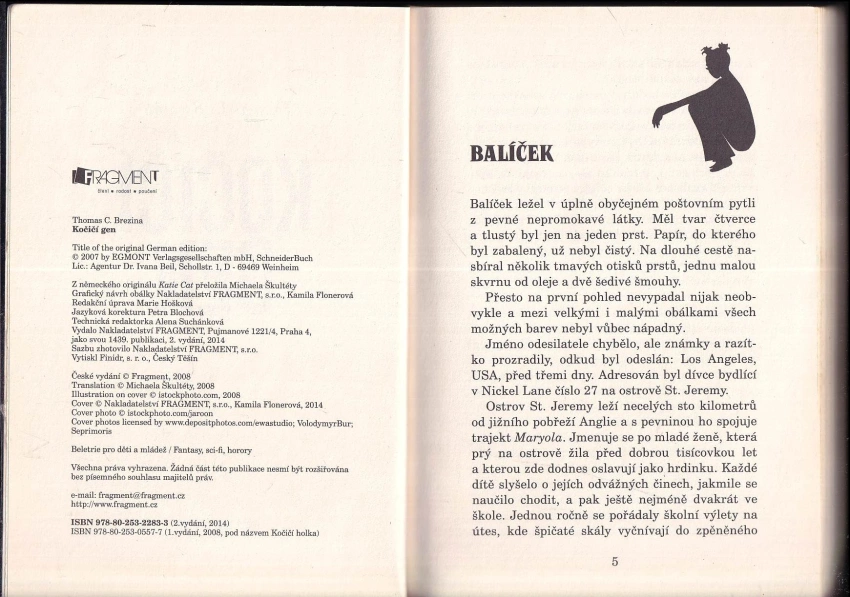 FRAGMENT
čtení ● radost ● poučení
Thomas C. Brezina
Kočičí gen
Title of the original German edition:
© 2007 by EGMONT Verlagsgesellschaften mbH, SchneiderBuch
Lic.: Agentur Dr. Ivana Beil, Schollstr. 1, D - 69469 Weinheim
Z německého originálu Katie Cat přeložila Michaela Škultéty
Grafický návrh obálky Nakladatelství FRAGMENT, s.r.o., Kamila Flonerová
Redakční úprava Marie Hošková
Jazyková korektura Petra Blochová
Technická redaktorka Alena Suchánková
Vydalo Nakladatelství FRAGMENT, Pujmanové 1221/4, Praha 4,
jako svou 1439. publikaci, 2. vydání, 2014
Sazbu zhotovilo Nakladatelství FRAGMENT, s.r.o.
Vytiskl Finidr, s. r. o., Český Těšín
České vydání © Fragment, 2008
Translation © Michaela Škultéty, 2008
Illustration on cover © istockphoto.com, 2008
Cover © Nakladatelství FRAGMENT, s.r.o., Kamila Flonerová, 2014
Cover photo © istockphoto.com/jaroon
Cover photos licensed by www.depositphotos.com/ewastudio; VolodymyrBur;
Seprimoris
Beletrie pro děti a mládež / Fantasy, sci-fi, horory
Všechna práva vyhrazena. Žádná část této publikace nesmí být rozšiřována
bez písemného souhlasu majitelů práv.
e-mail: fragment@fragment.cz
http://www.fragment.cz
ISBN 978-80-253-2283-3 (2.vydání, 2014)
ISBN 978-80-253-0557-7 (1.vydání, 2008, pod názvem Kočičí holka)
BALÍČEK
Balíček ležel v úplně obyčejném poštovním pytli
z pevné nepromokavé látky. Měl tvar čtverce
a tlustý byl jen na jeden prst. Papír, do kterého
byl zabalený, už nebyl čistý. Na dlouhé cestě na-
sbíral několik tmavých otisků prstů, jednu malou
skvrnu od oleje a dvě šedivé šmouhy.
Přesto na první pohled nevypadal nijak neob-
vykle a mezi velkými i malými obálkami všech
možných barev nebyl vůbec nápadný.
Jméno odesilatele chybělo, ale známky a razít-
ko prozradily, odkud byl odeslán: Los Angeles,
USA, před třemi dny. Adresován byl dívce bydlící
v Nickel Lane číslo 27 na ostrově St. Jeremy.
Ostrov St. Jeremy leží necelých sto kilometrů
od jižního pobřeží Anglie a s pevninou ho spojuje
trajekt Maryola. Jmenuje se po mladé ženě, která
prý na ostrově žila před dobrou tisícovkou let
a kterou zde dodnes oslavují jako hrdinku. Každé
dítě slyšelo o jejích odvážných činech, jakmile se
naučilo chodit, a pak ještě nejméně dvakrát ve
škole. Jednou ročně se pořádaly školní výlety na
útes, kde špičaté skály vyčnívají do zpěněného
5